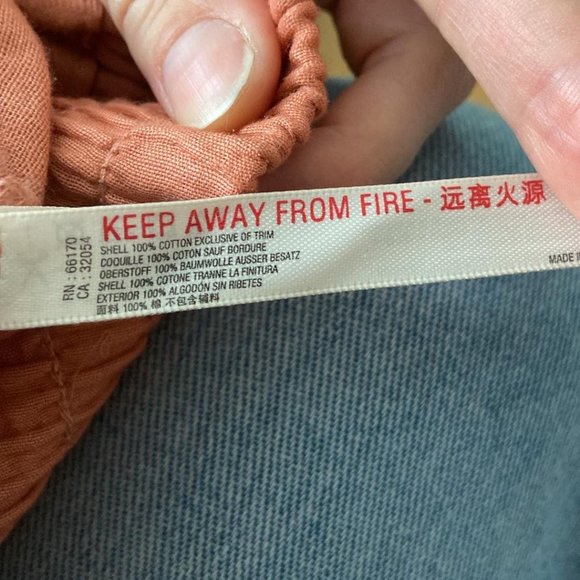 RN : 66170
CA : 32054
KEEP AWAY FROM FIRE - 远离火源
SHELL 100% COTTON EXCLUSIVE OF TRIM
COQUILLE 100% COTON SAUF BORDURE
OBERSTOFF 100% BAUMWOLLE AUSSER BESATZ
SHELL 100% COTONE TRANNE LA FINITURA
EXTERIOR 100% ALGODÓN SIN RIBETES
面料 100% 棉 不包含辅料
MADE IN